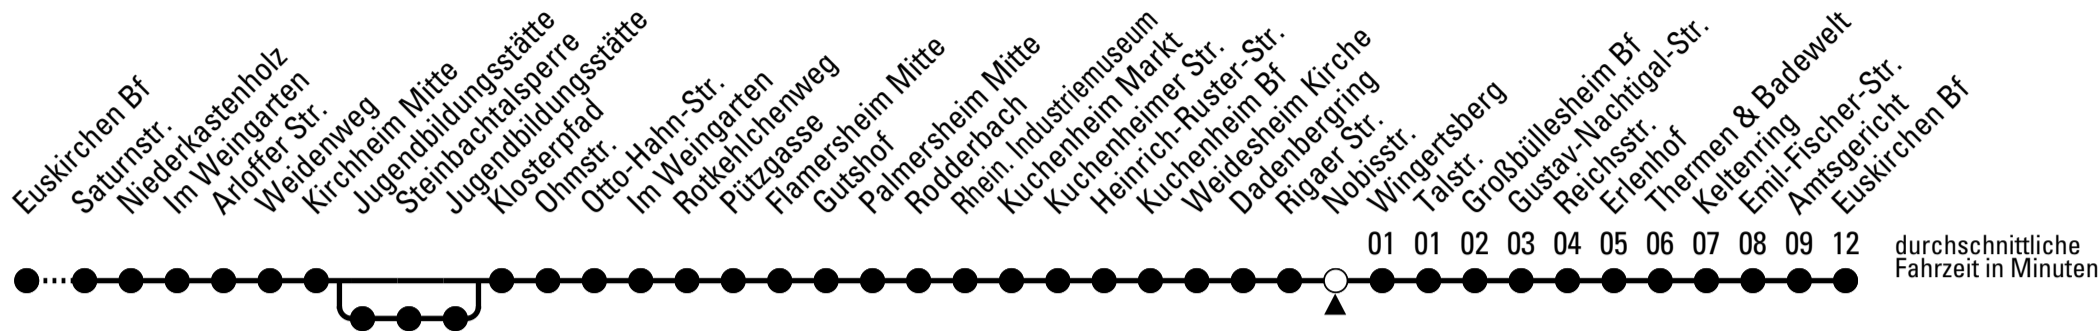 Euskirchen Bf
Saturnstr.
Niederkastenholz
Im Weingarten
Arloffer Str.
Weidenweg
Kirchheim Mitte
Jugendbildungsstätte
Steinbachtalsperre
Jugendbildungsstätte
Klosterpfad
Ohmstr.
Otto-Hahn-Str.
Im Weingarten
Rotkehlchenweg
Pützgasse
Flamersheim Mitte
Gutshof
Palmersheim Mitte
Rodderbach
Rhein. Industriemuseum
Kuchenheim Markt
Kuchenheimer Str.
Heinrich-Ruster-Str.
Kuchenheim Bf
Weidesheim Kirche
Dadenbergring
Rigaer Str.
Nobisstr.
Wingertsberg
Talstr.
Großbüllesheim Bf
Gustav-Nachtigal-Str.
Reichsstr.
Erlenhof
Thermen & Badewelt
Keltenring
Emil-Fischer-Str.
Amtsgericht
Euskirchen Bf
01 01 02 03 04 05 06 07 08 09 12
durchschnittliche
Fahrzeit in Minuten